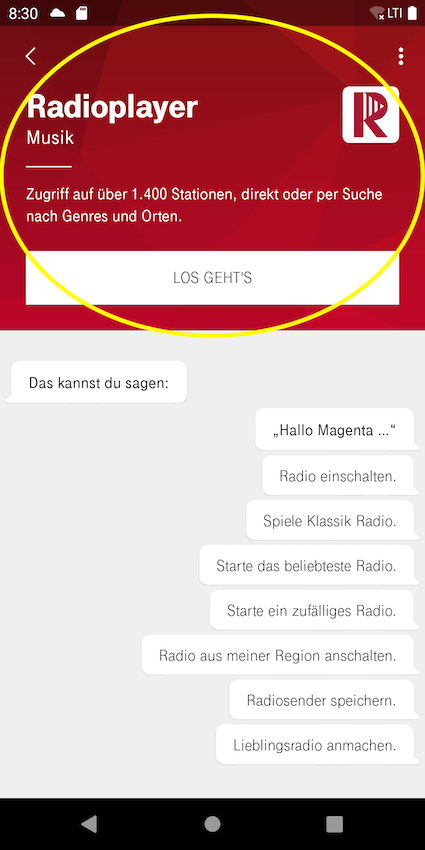 8:30
LTE
Radioplayer
Musik
Zugriff auf über 1.400 Stationen, direkt oder per Suche
nach Genres und Orten.
LOS GEHT'S
Das kannst du sagen:
„Hallo Magenta ...“
Radio einschalten.
Spiele Klassik Radio.
Starte das beliebteste Radio.
Starte ein zufälliges Radio.
Radio aus meiner Region anschalten.
Radiosender speichern.
Lieblingsradio anmachen.